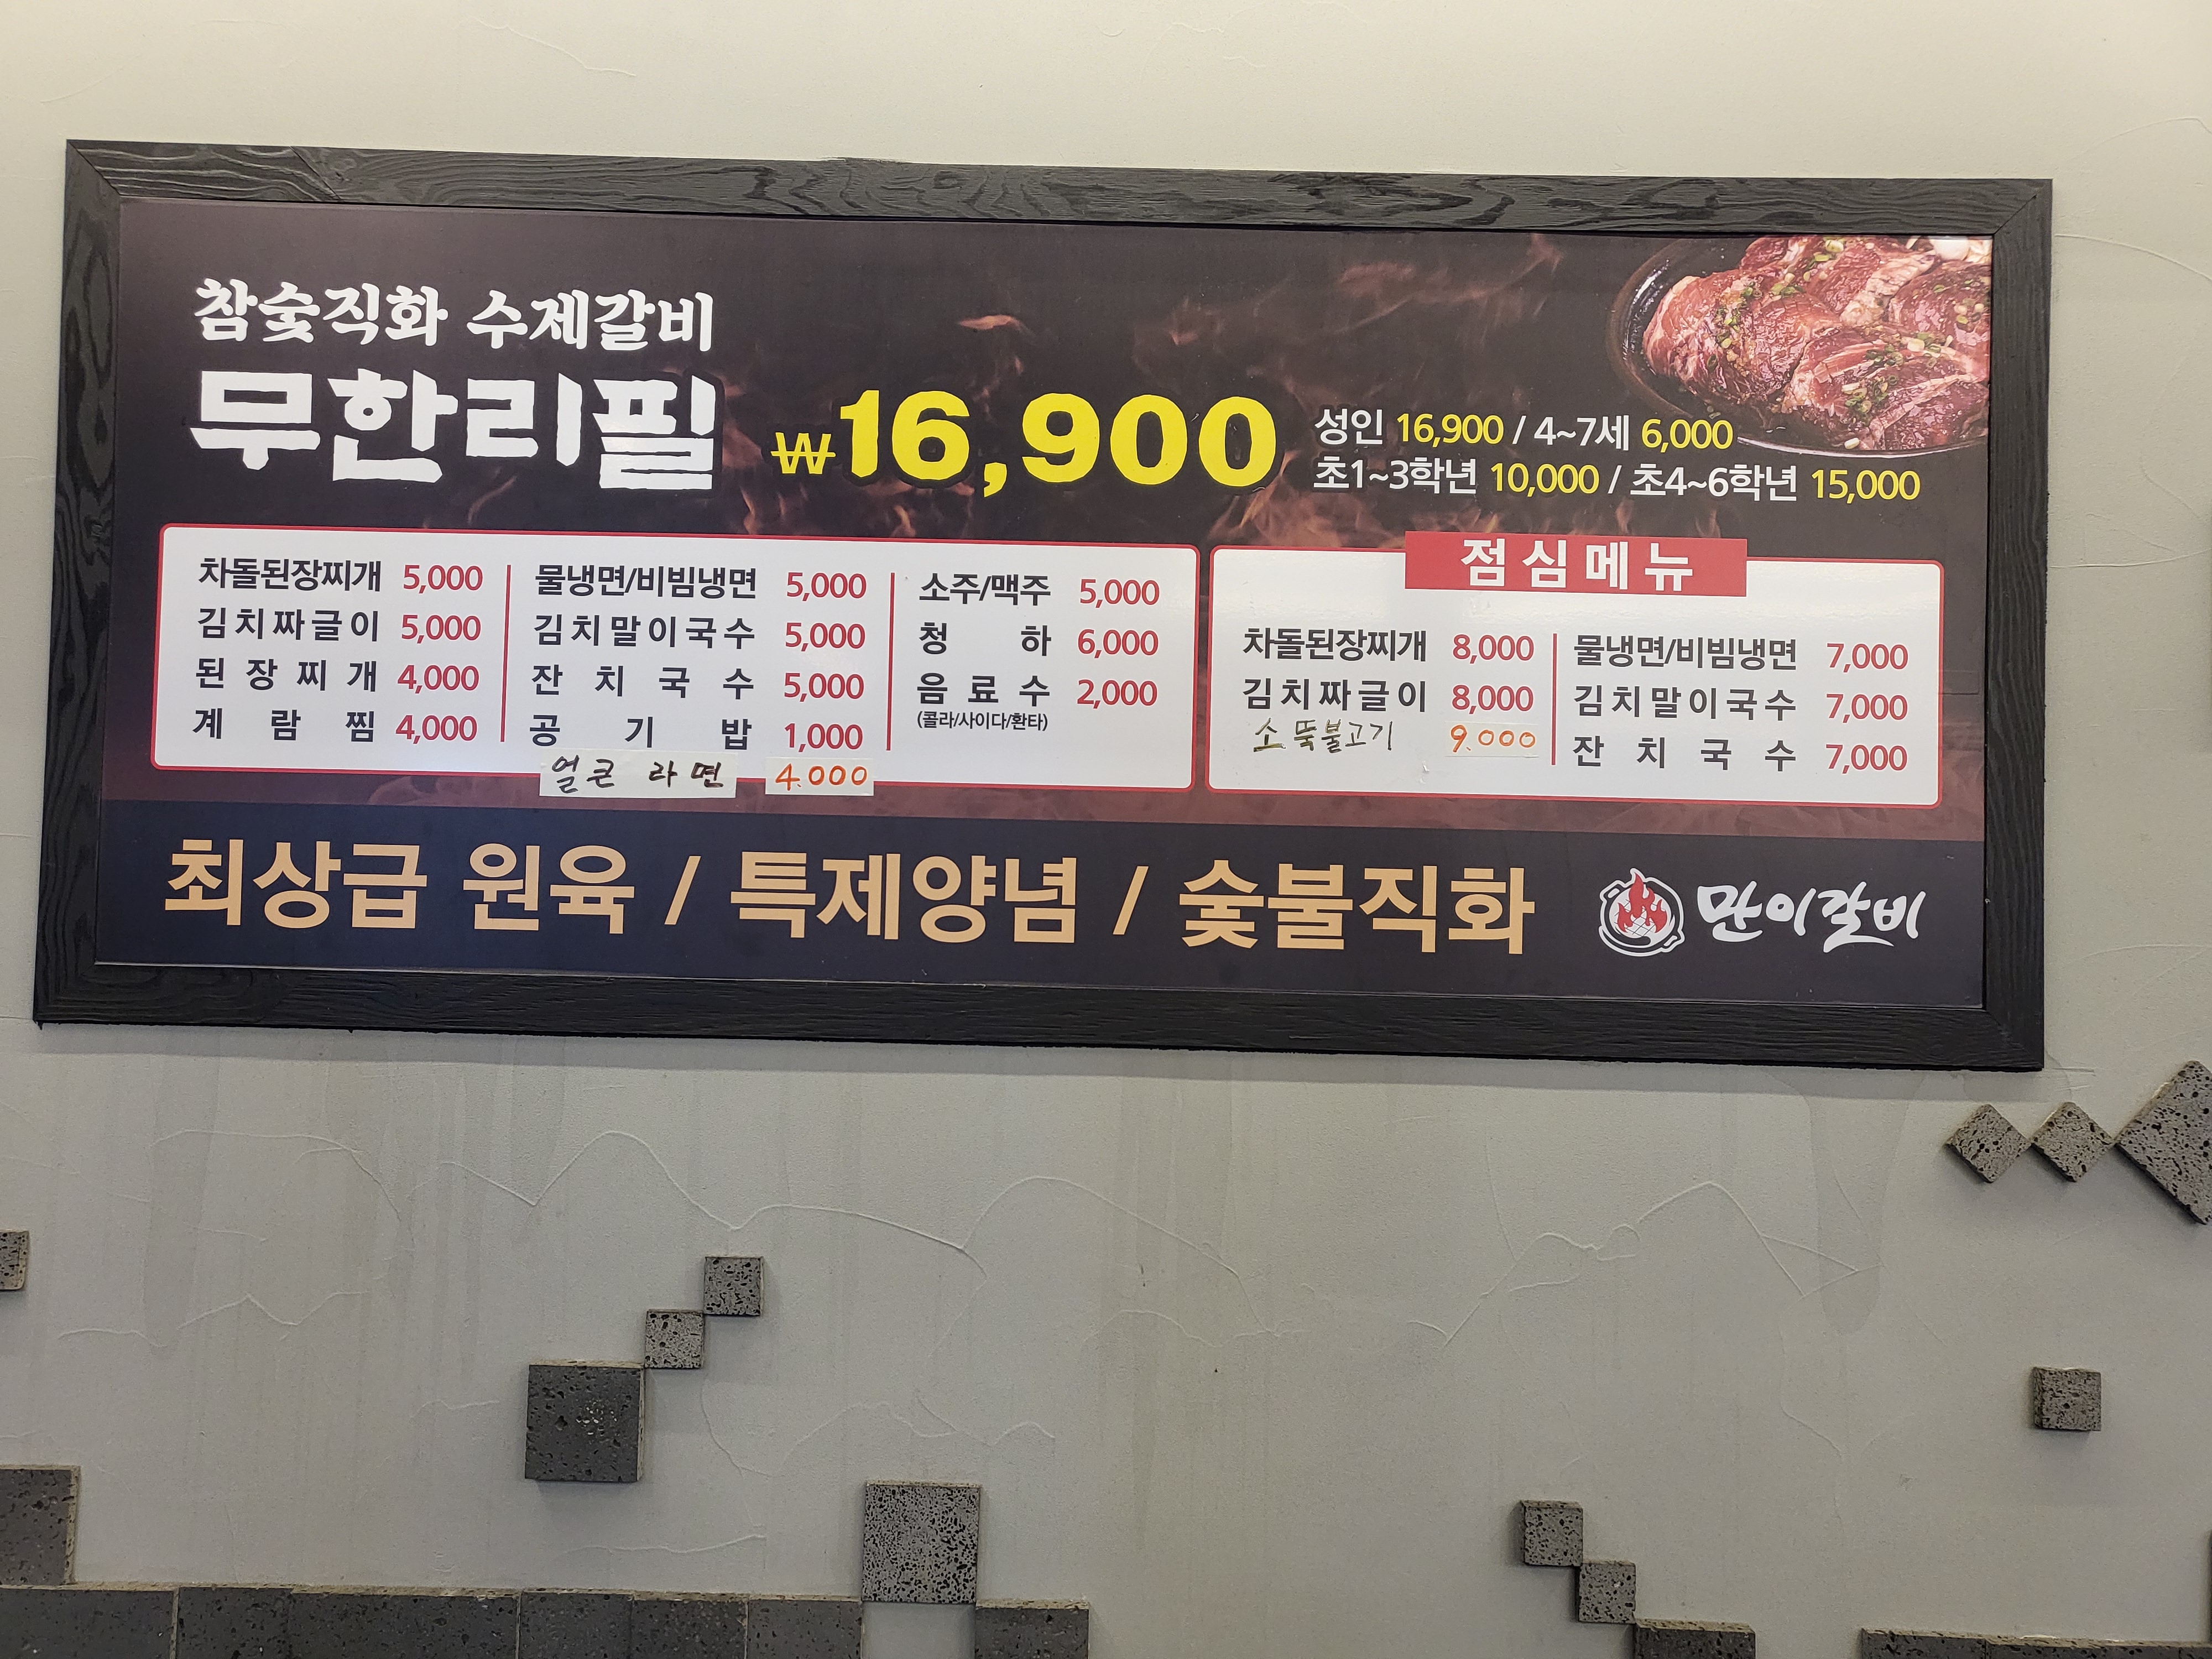 참숯직화 수제갈비
무한리필 ₩16,900
성인 16,900 / 4~7세 6,000
초1~3학년 10,000 / 초4~6학년 15,000
차돌된장찌개 5,000
김치짜글이 5,000
된장찌개 4,000
계람찜 4,000
물냉면/비빔냉면 5,000
김치말이국수 5,000
잔치국수 5,000
공기밥 1,000
얼큰 라면 4.000
소주/맥주 5,000
청하 6,000
음료수 2,000
(콜라/사이다/환타)
점심메뉴
차돌된장찌개 8,000
김치짜글이 8,000
소뚝불고기 9.000
물냉면/비빔냉면 7,000
김치말이국수 7,000
잔치국수 7,000
최상급 원육 / 특제양념 / 숯불직화
만이갈비